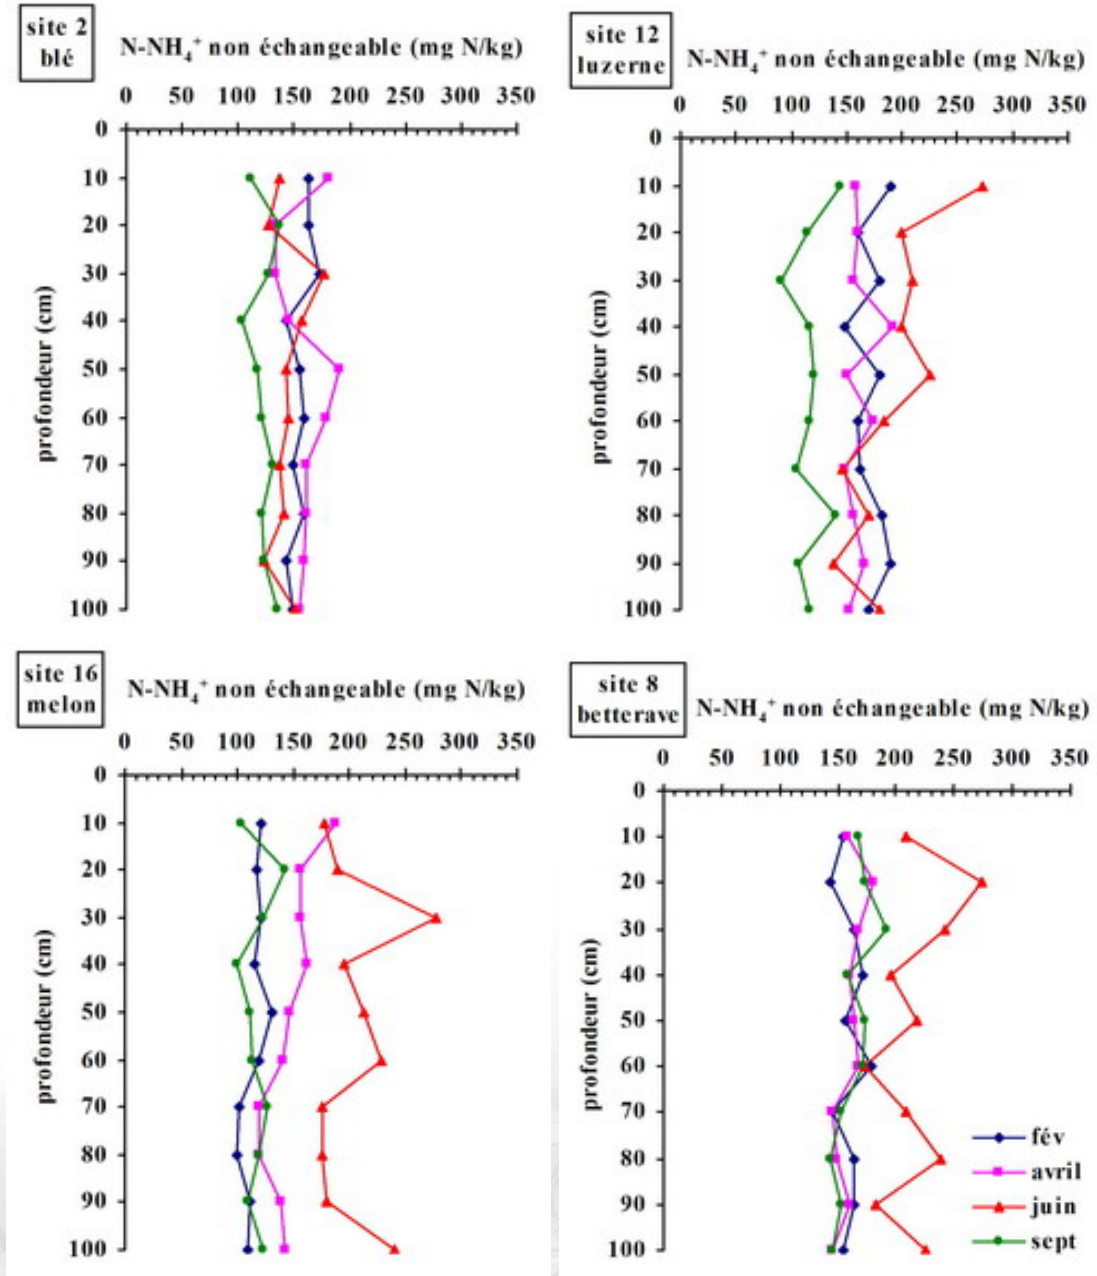 site 2
blé
N-NH₄⁺ non échangeable (mg N/kg)
0 50 100 150 200 250 300 350
profondeur (cm)
0
10
20
30
40
50
60
70
80
90
100
site 12
luzerne
N-NH₄⁺ non échangeable (mg N/kg)
0 50 100 150 200 250 300 350
profondeur (cm)
0
10
20
30
40
50
60
70
80
90
100
site 16
melon
N-NH₄⁺ non échangeable (mg N/kg)
0 50 100 150 200 250 300 350
profondeur (cm)
0
10
20
30
40
50
60
70
80
90
100
site 8
betterave
N-NH₄⁺ non échangeable (mg N/kg)
0 50 100 150 200 250 300 350
profondeur (cm)
0
10
20
30
40
50
60
70
80
90
100
fév
avril
juin
sept